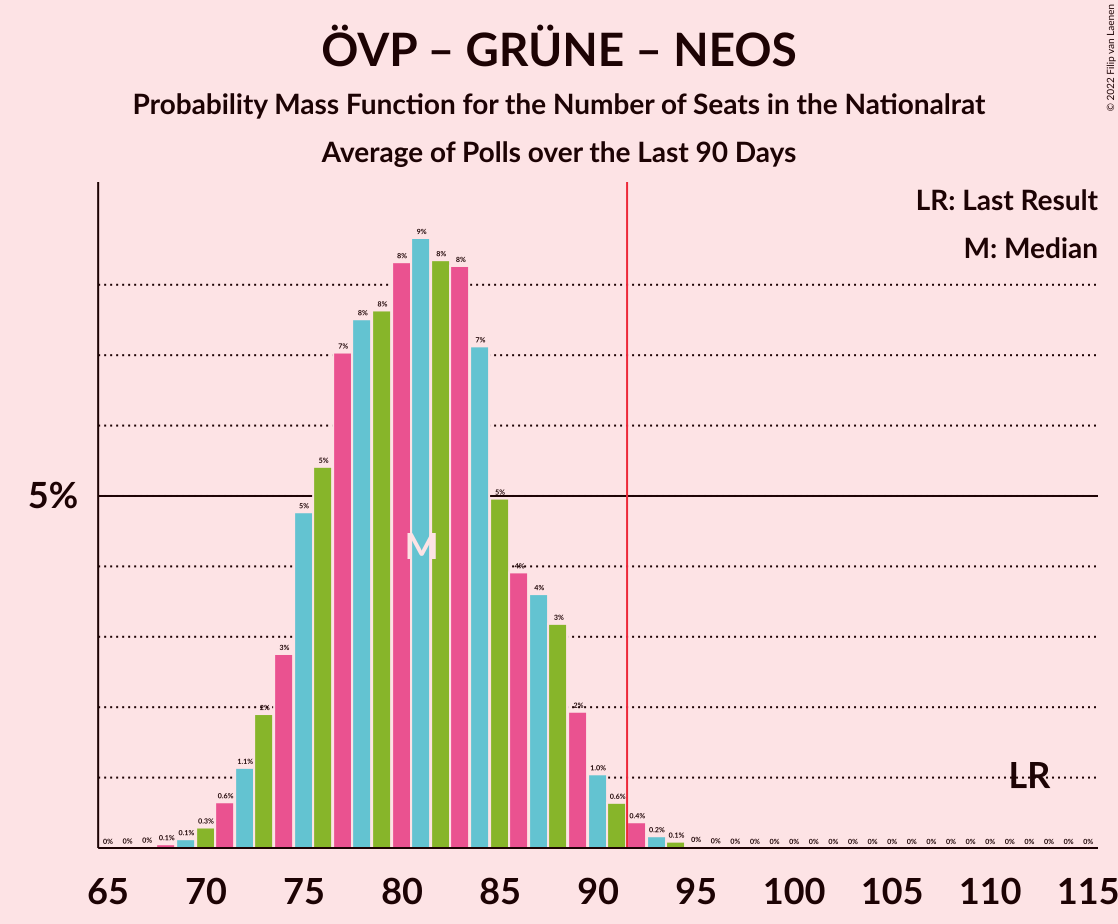 ÖVP – GRÜNE – NEOS
Probability Mass Function for the Number of Seats in the Nationalrat
Average of Polls over the Last 90 Days
© 2022 Filip van Laenen
LR: Last Result
M: Median
5%
0% 0% 0% 0.1% 0.1% 0.3% 0.6% 1.1% 2% 3% 5% 5% 7% 8% 8% 8% 9% 8% 8% 7% 5% 4% 4% 3% 2% 1.0% 0.6% 0.4% 0.2% 0.1% 0% 0% 0% 0% 0% 0% 0% 0% 0% 0% 0% 0% 0% 0% 0% 0% 0% 0% 0% 0% 0%
M
LR
65 70 75 80 85 90 95 100 105 110 115